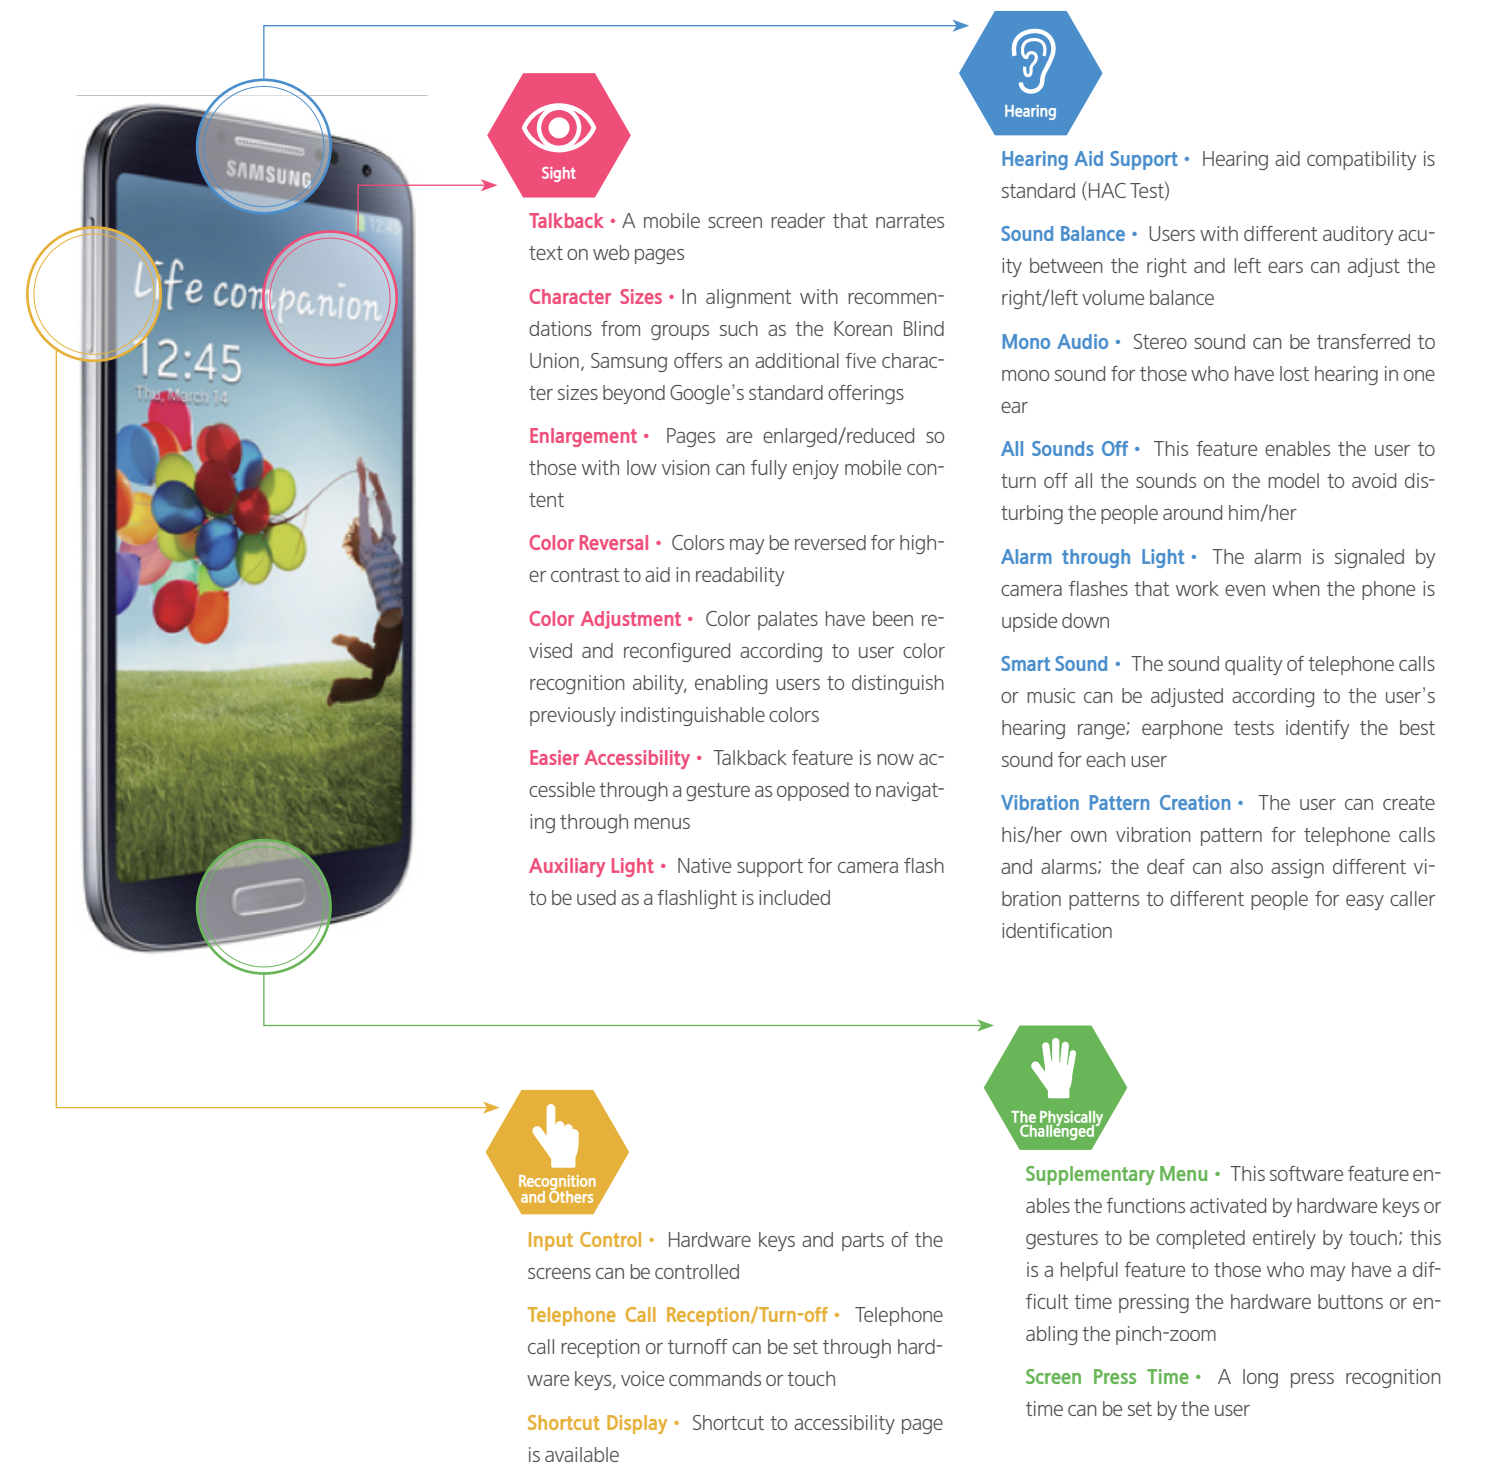 SAMSUNG
12:45
Life companion
12:45
Thu, March 14
Sight
Talkback • A mobile screen reader that narrates
text on web pages
Character Sizes • In alignment with recommen-
dations from groups such as the Korean Blind
Union, Samsung offers an additional five charac-
ter sizes beyond Google's standard offerings
Enlargement • Pages are enlarged/reduced so
those with low vision can fully enjoy mobile con-
tent
Color Reversal • Colors may be reversed for high-
er contrast to aid in readability
Color Adjustment • Color palates have been re-
vised and reconfigured according to user color
recognition ability, enabling users to distinguish
previously indistinguishable colors
Easier Accessibility • Talkback feature is now ac-
cessible through a gesture as opposed to navigat-
ing through menus
Auxiliary Light • Native support for camera flash
to be used as a flashlight is included
Hearing
Hearing Aid Support • Hearing aid compatibility is
standard (HAC Test)
Sound Balance • Users with different auditory acu-
ity between the right and left ears can adjust the
right/left volume balance
Mono Audio • Stereo sound can be transferred to
mono sound for those who have lost hearing in one
ear
All Sounds Off • This feature enables the user to
turn off all the sounds on the model to avoid dis-
turbing the people around him/her
Alarm through Light • The alarm is signaled by
camera flashes that work even when the phone is
upside down
Smart Sound • The sound quality of telephone calls
or music can be adjusted according to the user's
hearing range; earphone tests identify the best
sound for each user
Vibration Pattern Creation • The user can create
his/her own vibration pattern for telephone calls
and alarms; the deaf can also assign different vi-
bration patterns to different people for easy caller
identification
Recognition
and Others
Input Control • Hardware keys and parts of the
screens can be controlled
Telephone Call Reception/Turn-off • Telephone
call reception or turnoff can be set through hard-
ware keys, voice commands or touch
Shortcut Display • Shortcut to accessibility page
is available
The Physically
Challenged
Supplementary Menu • This software feature en-
ables the functions activated by hardware keys or
gestures to be completed entirely by touch; this
is a helpful feature to those who may have a dif-
ficult time pressing the hardware buttons or en-
abling the pinch-zoom
Screen Press Time • A long press recognition
time can be set by the user